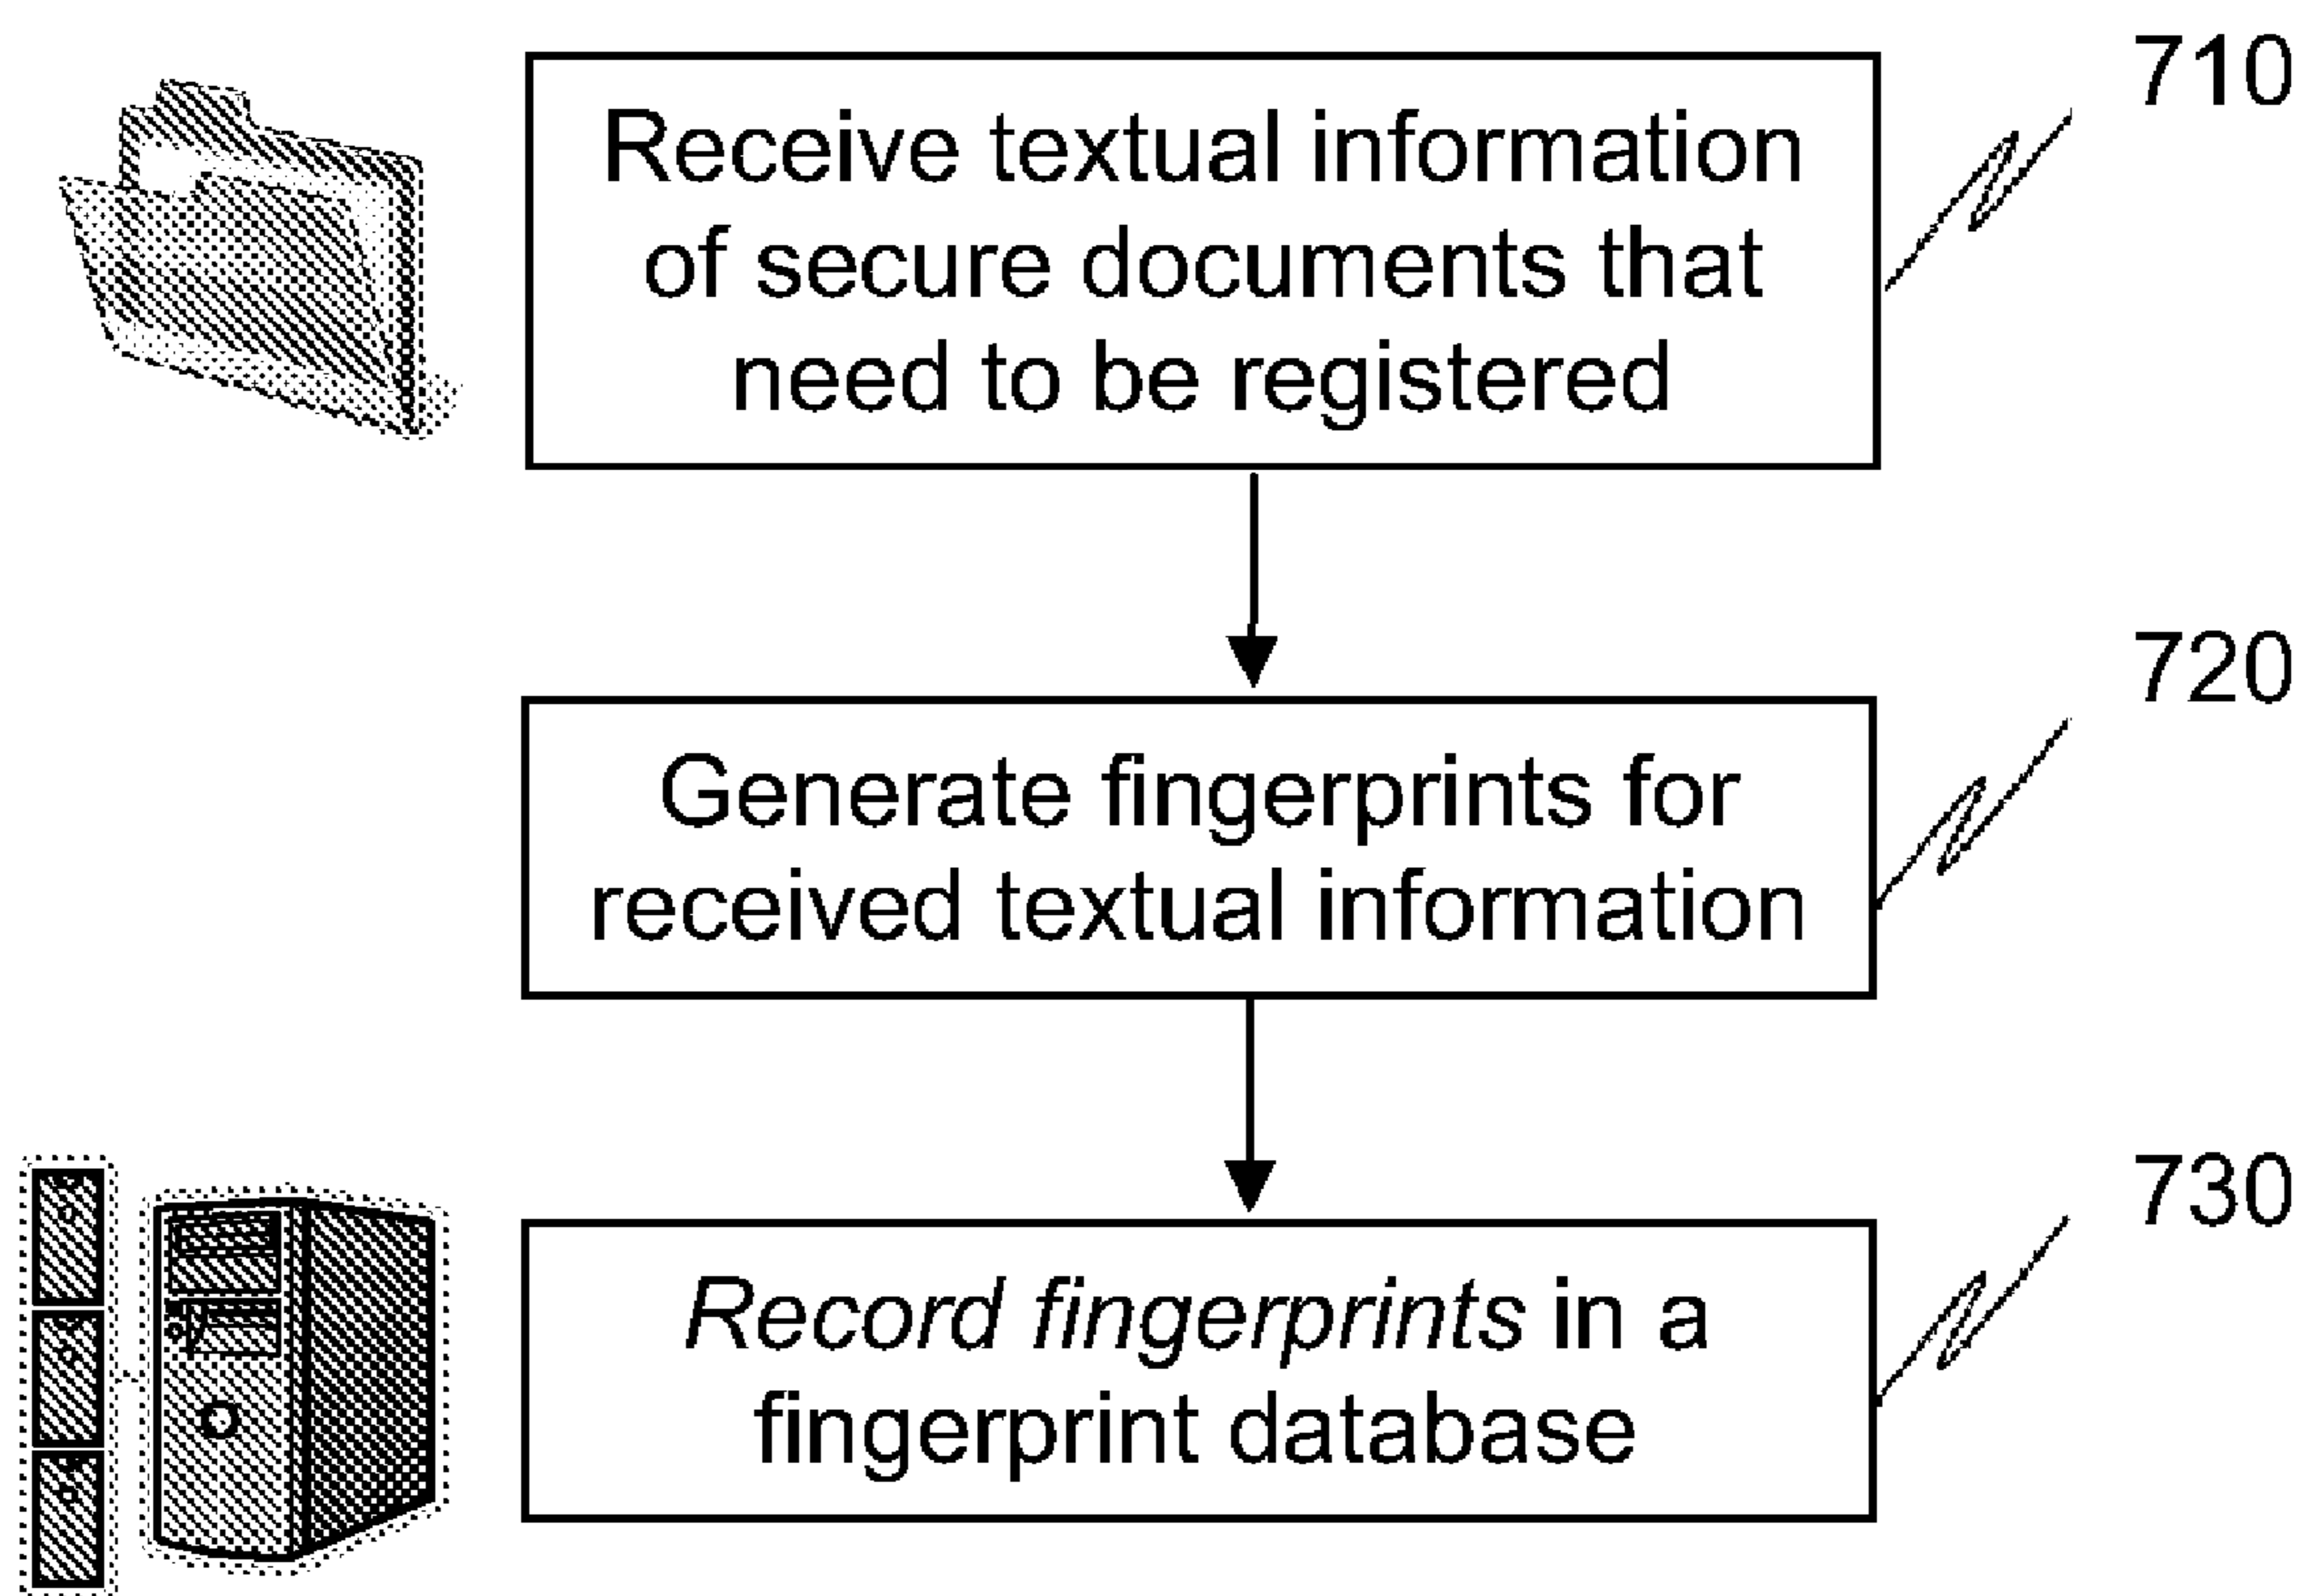 710
Receive textual information
of secure documents that
need to be registered
720
Generate fingerprints for
received textual information
730
Record fingerprints in a
fingerprint database